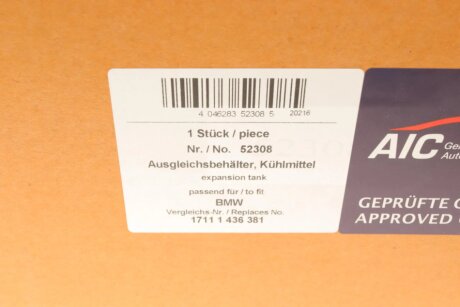 4 046283 52308 5 20216
1 Stück / piece
Nr. / No. 52308
Ausgleichsbehälter, Kühlmittel
expansion tank
passend für / to fit
BMW
Vergleichs-Nr. / Replaces No.
1711 1 436 381
AIC
GEPRÜFTE
APPROVED